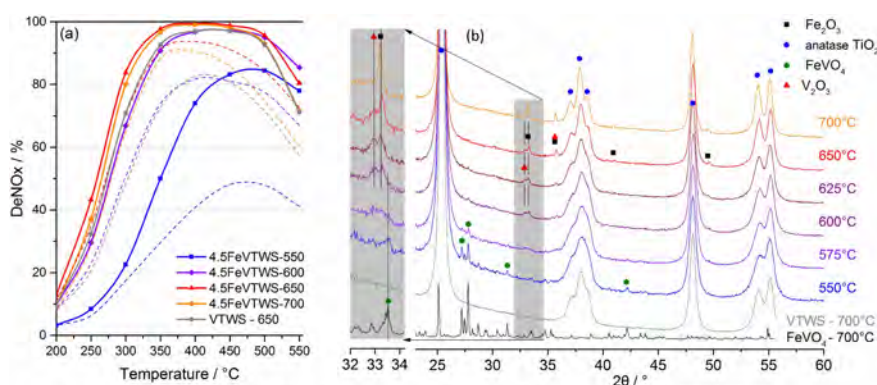 (a)
DeNOx / %
100
80
60
40
20
0
200 250 300 350 400 450 500 550
Temperature / °C
4.5FeVTWS-550
4.5FeVTWS-600
4.5FeVTWS-650
4.5FeVTWS-700
VTWS - 650
(b)
Fe₂O₃
anatase TiO₂
FeVO₄
V₂O₃
700°C
650°C
625°C
600°C
575°C
550°C
VTWS - 700°C
FeVO₄ - 700°C
32 33 34 25 30 35 40 45 50 55 60
2θ / °